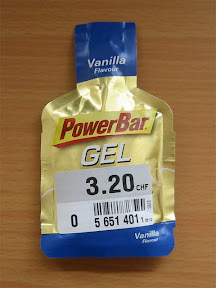 Vanilla
Flavour
PowerBar
GEL
3.20 CHF
0 5 651 401
Vanilla
Flavour